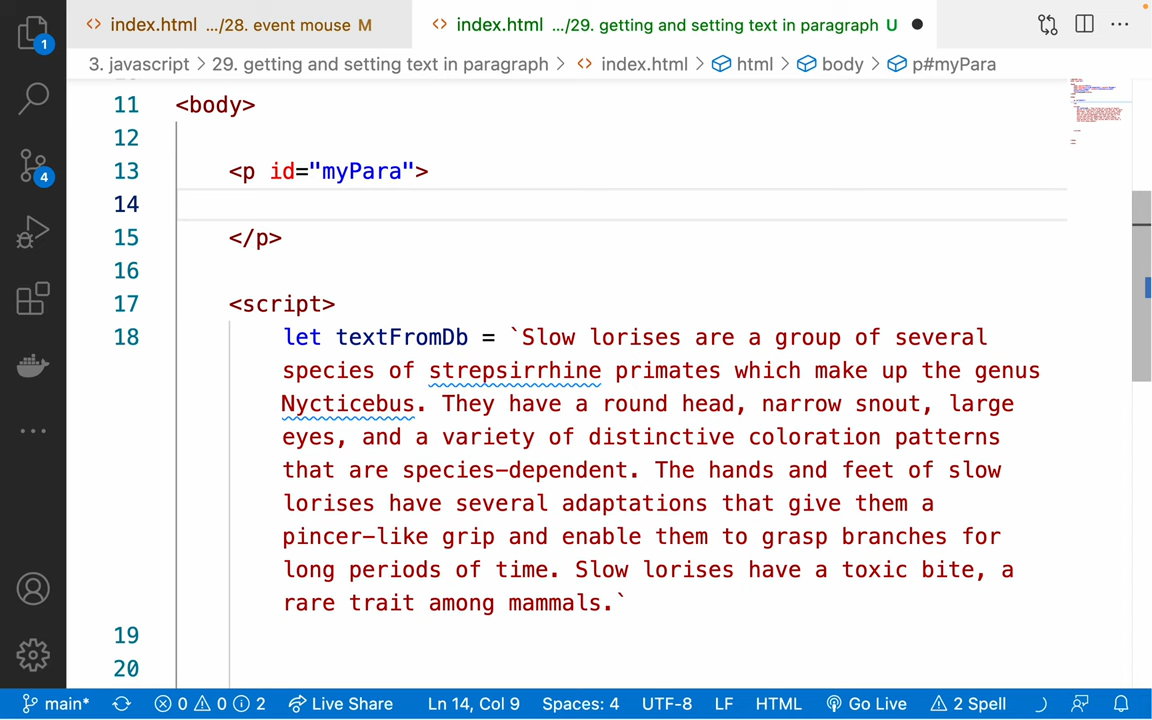 index.html .../28. event mouse M
index.html .../29. getting and setting text in paragraph U
3. javascript > 29. getting and setting text in paragraph > index.html > html > body > p#myPara
11 <body>
12
13 <p id="myPara">
14
15 </p>
16
17 <script>
18 let textFromDb = `Slow lorises are a group of several
species of strepsirrhine primates which make up the genus
Nycticebus. They have a round head, narrow snout, large
eyes, and a variety of distinctive coloration patterns
that are species-dependent. The hands and feet of slow
lorises have several adaptations that give them a
pincer-like grip and enable them to grasp branches for
long periods of time. Slow lorises have a toxic bite, a
rare trait among mammals.`
19
20
1
4
main* 0 0 2 Live Share Ln 14, Col 9 Spaces: 4 UTF-8 LF HTML Go Live 2 Spell